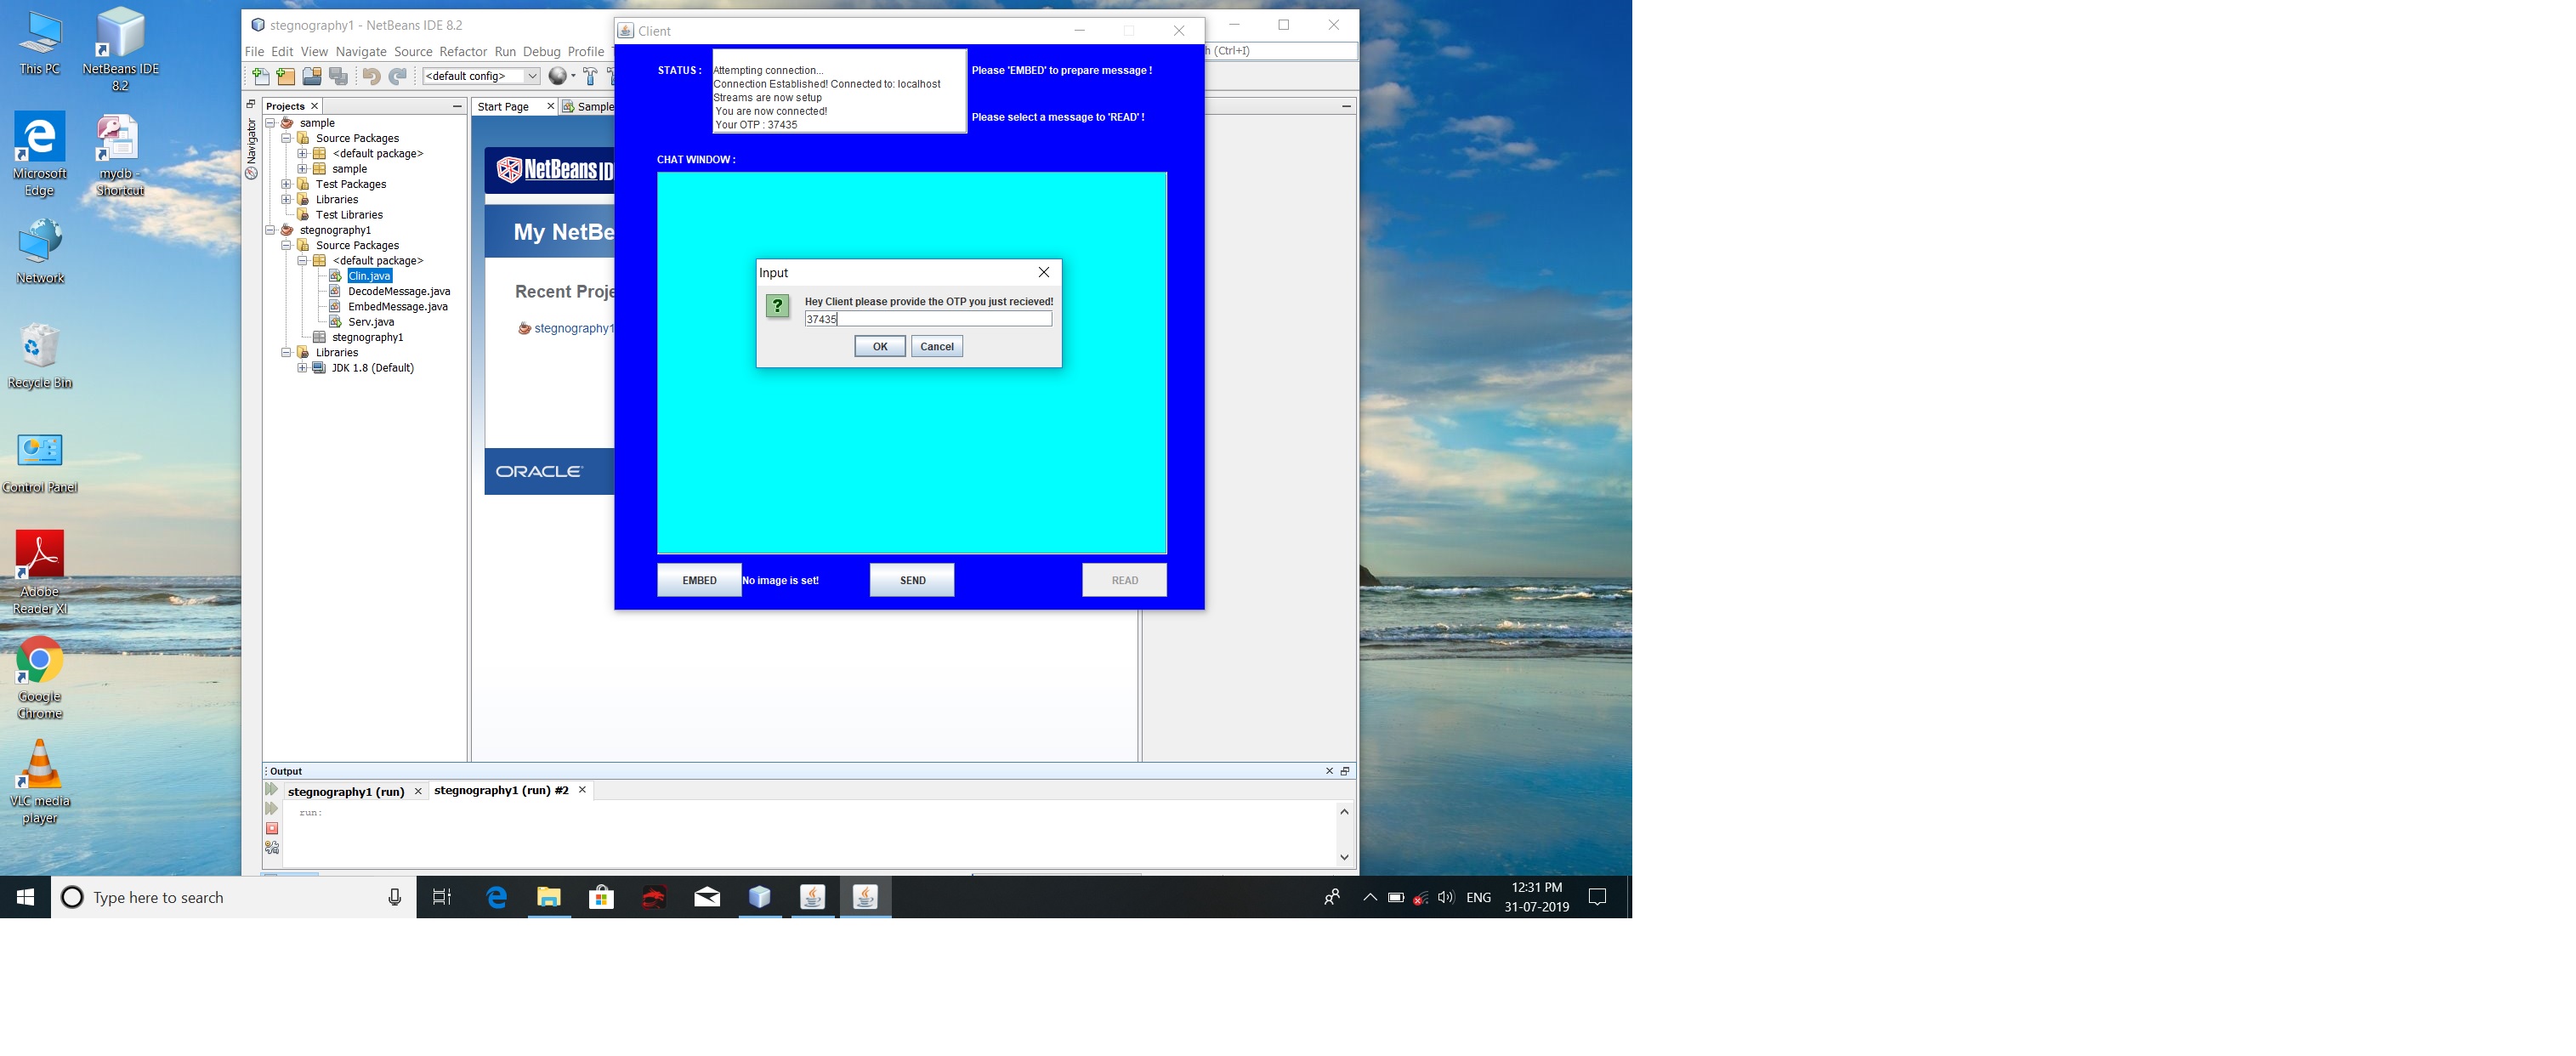 This PC
NetBeans IDE
8.2
Microsoft
Edge
mydb -
Shortcut
Network
Recycle Bin
Control Panel
Adobe
Reader XI
Google
Chrome
VLC media
player
stegnography1 - NetBeans IDE 8.2
File Edit View Navigate Source Refactor Run Debug Profile
h (Ctrl+I)
<default config>
Navigator
Projects
sample
Source Packages
<default package>
sample
Test Packages
Libraries
Test Libraries
stegnography1
Source Packages
<default package>
Clin.java
DecodeMessage.java
EmbedMessage.java
Serv.java
stegnography1
Libraries
JDK 1.8 (Default)
Start Page
Sample
NetBeans ID
My NetBe
Recent Proje
stegnography1
ORACLE
Client
STATUS :
Attempting connection...
Connection Established! Connected to: localhost
Streams are now setup
You are now connected!
Your OTP : 37435
Please 'EMBED' to prepare message !
Please select a message to 'READ' !
CHAT WINDOW :
Input
Hey Client please provide the OTP you just recieved!
37435
OK Cancel
EMBED No image is set! SEND READ
Output
stegnography1 (run) stegnography1 (run) #2
run:
Type here to search
ENG
12:31 PM
31-07-2019